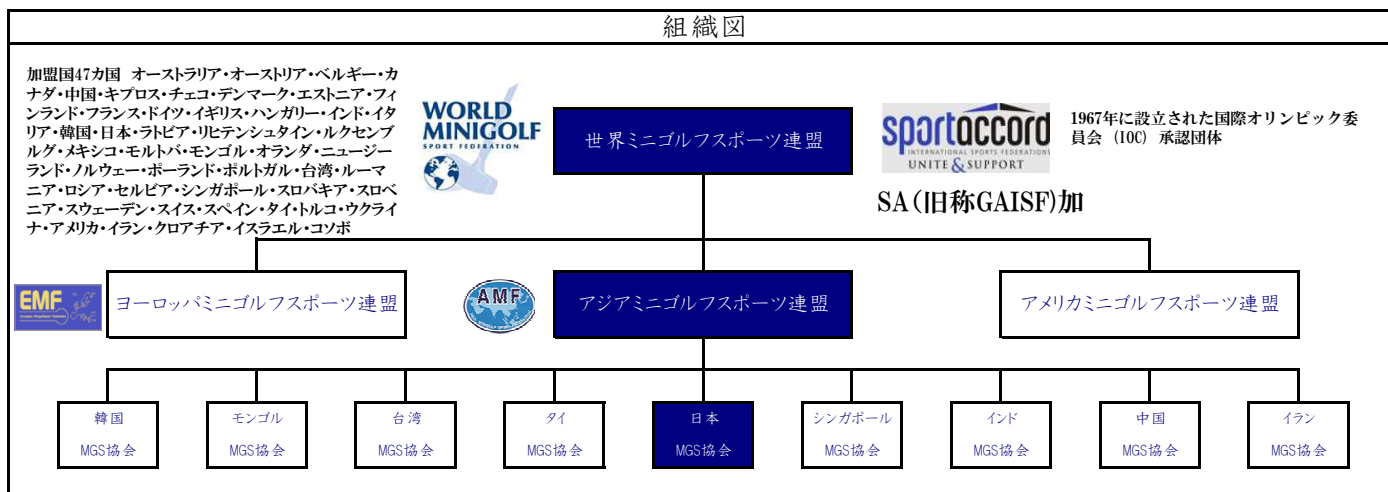 組織図
加盟国47カ国 オーストラリア・オーストリア・ベルギー・カ
ナダ・中国・キプロス・チェコ・デンマーク・エストニア・フィ
ンランド・フランス・ドイツ・イギリス・ハンガリー・インド・イタ
リア・韓国・日本・ラトビア・リヒテンシュタイン・ルクセンブ
ルグ・メキシコ・モルトバ・モンゴル・オランダ・ニュージー
ランド・ノルウェー・ポーランド・ポルトガル・台湾・ルーマ
ニア・ロシア・セルビア・シンガポール・スロバキア・スロベ
ニア・スウェーデン・スイス・スペイン・タイ・トルコ・ウクライ
ナ・アメリカ・イラン・クロアチア・イスラエル・コソボ
WORLD
MINIGOLF
SPORT FEDERATION
世界ミニゴルフスポーツ連盟
sportaccord
INTERNATIONAL SPORTS FEDERATIONS
UNITE & SUPPORT
SA(旧称GAISF)加
1967年に設立された国際オリンピック委
員会（IOC）承認団体
EMF
ヨーロッパミニゴルフスポーツ連盟
AMF
アジアミニゴルフスポーツ連盟
アメリカミニゴルフスポーツ連盟
韓国
MGS協会
モンゴル
MGS協会
台湾
MGS協会
タイ
MGS協会
日本
MGS協会
シンガポール
MGS協会
インド
MGS協会
中国
MGS協会
イラン
MGS協会